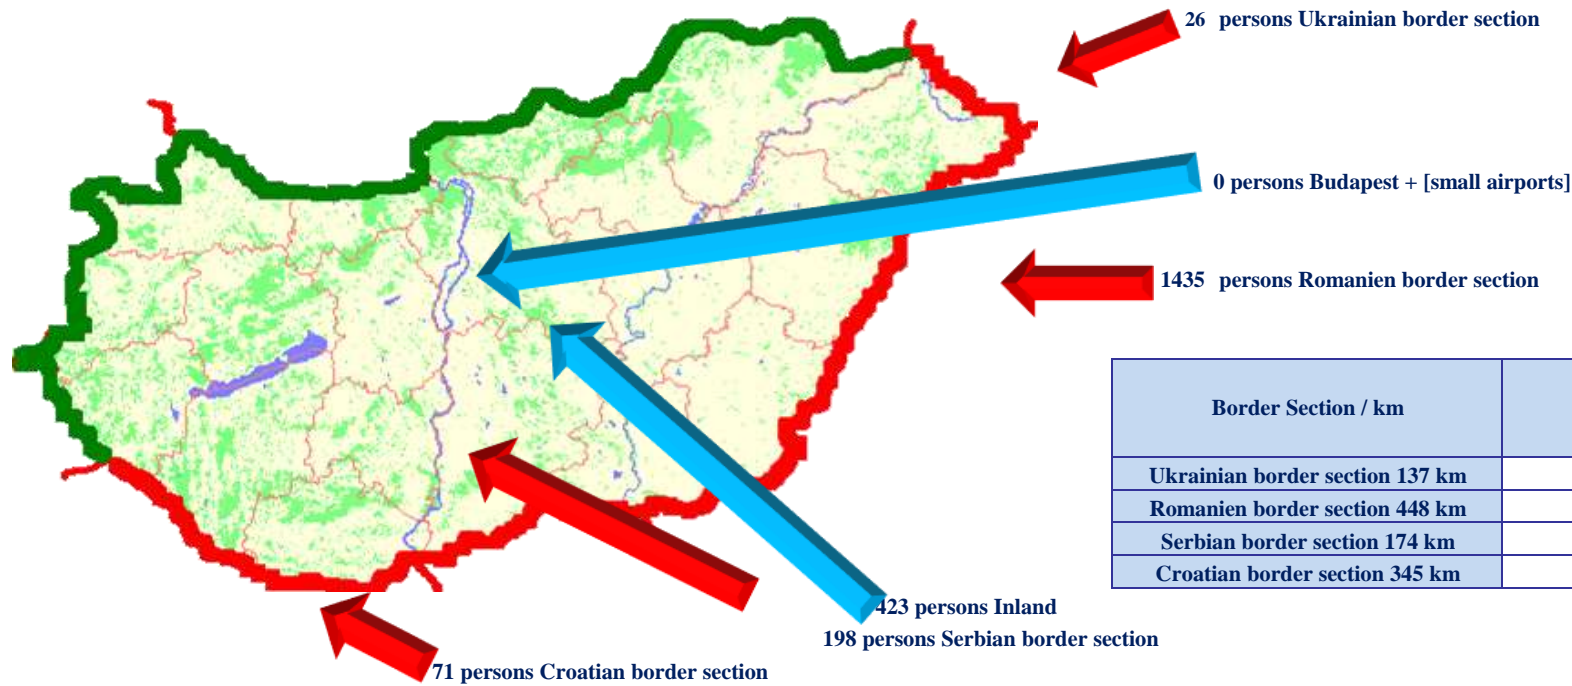 26 persons Ukrainian border section
0 persons Budapest + [small airports]
1435 persons Romanien border section
Border Section / km
Ukrainian border section 137 km
Romanien border section 448 km
Serbian border section 174 km
Croatian border section 345 km
423 persons Inland
198 persons Serbian border section
71 persons Croatian border section